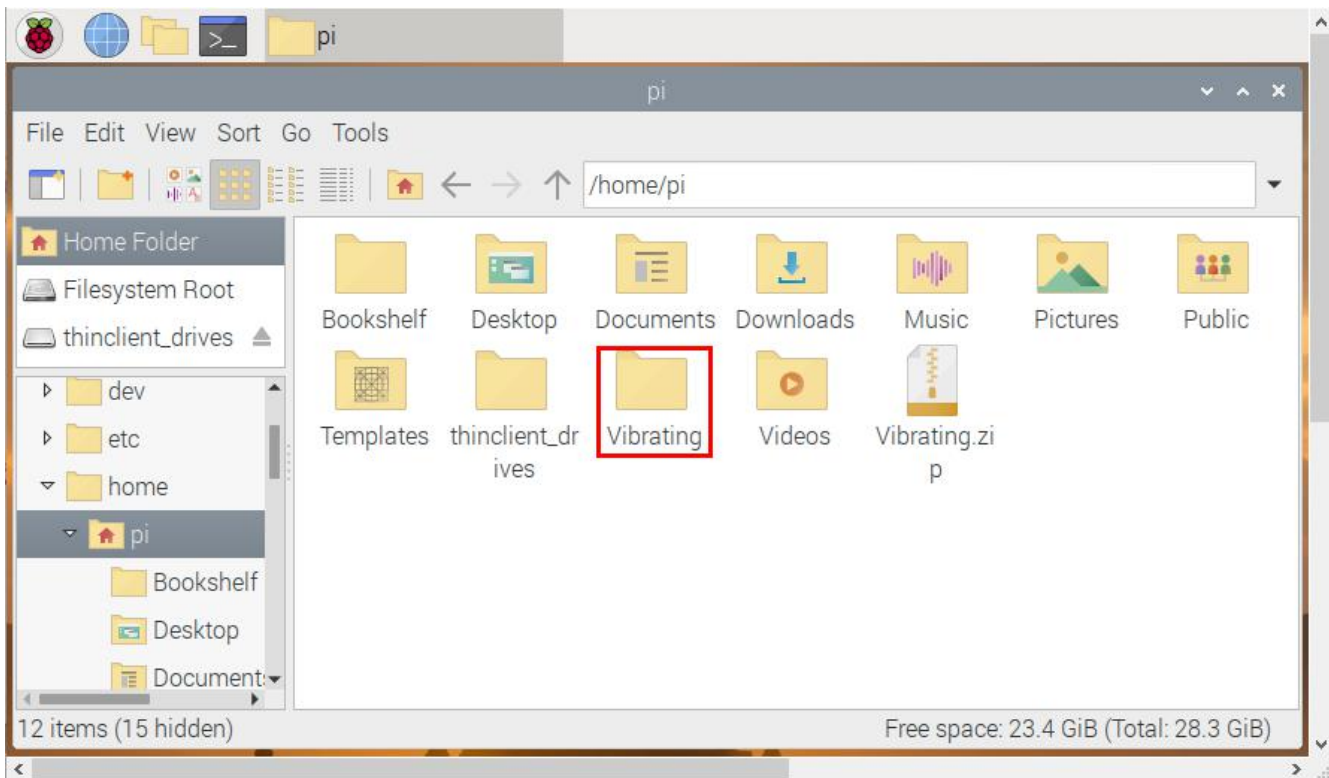 >_ pi
pi
File Edit View Sort Go Tools
/home/pi
Home Folder
Filesystem Root
thinclient_drives
dev
etc
home
pi
Bookshelf
Desktop
Documents
Bookshelf Desktop Documents Downloads Music Pictures Public
Templates thinclient_dr Vibrating Videos Vibrating.zi
ives p
12 items (15 hidden) Free space: 23.4 GiB (Total: 28.3 GiB)